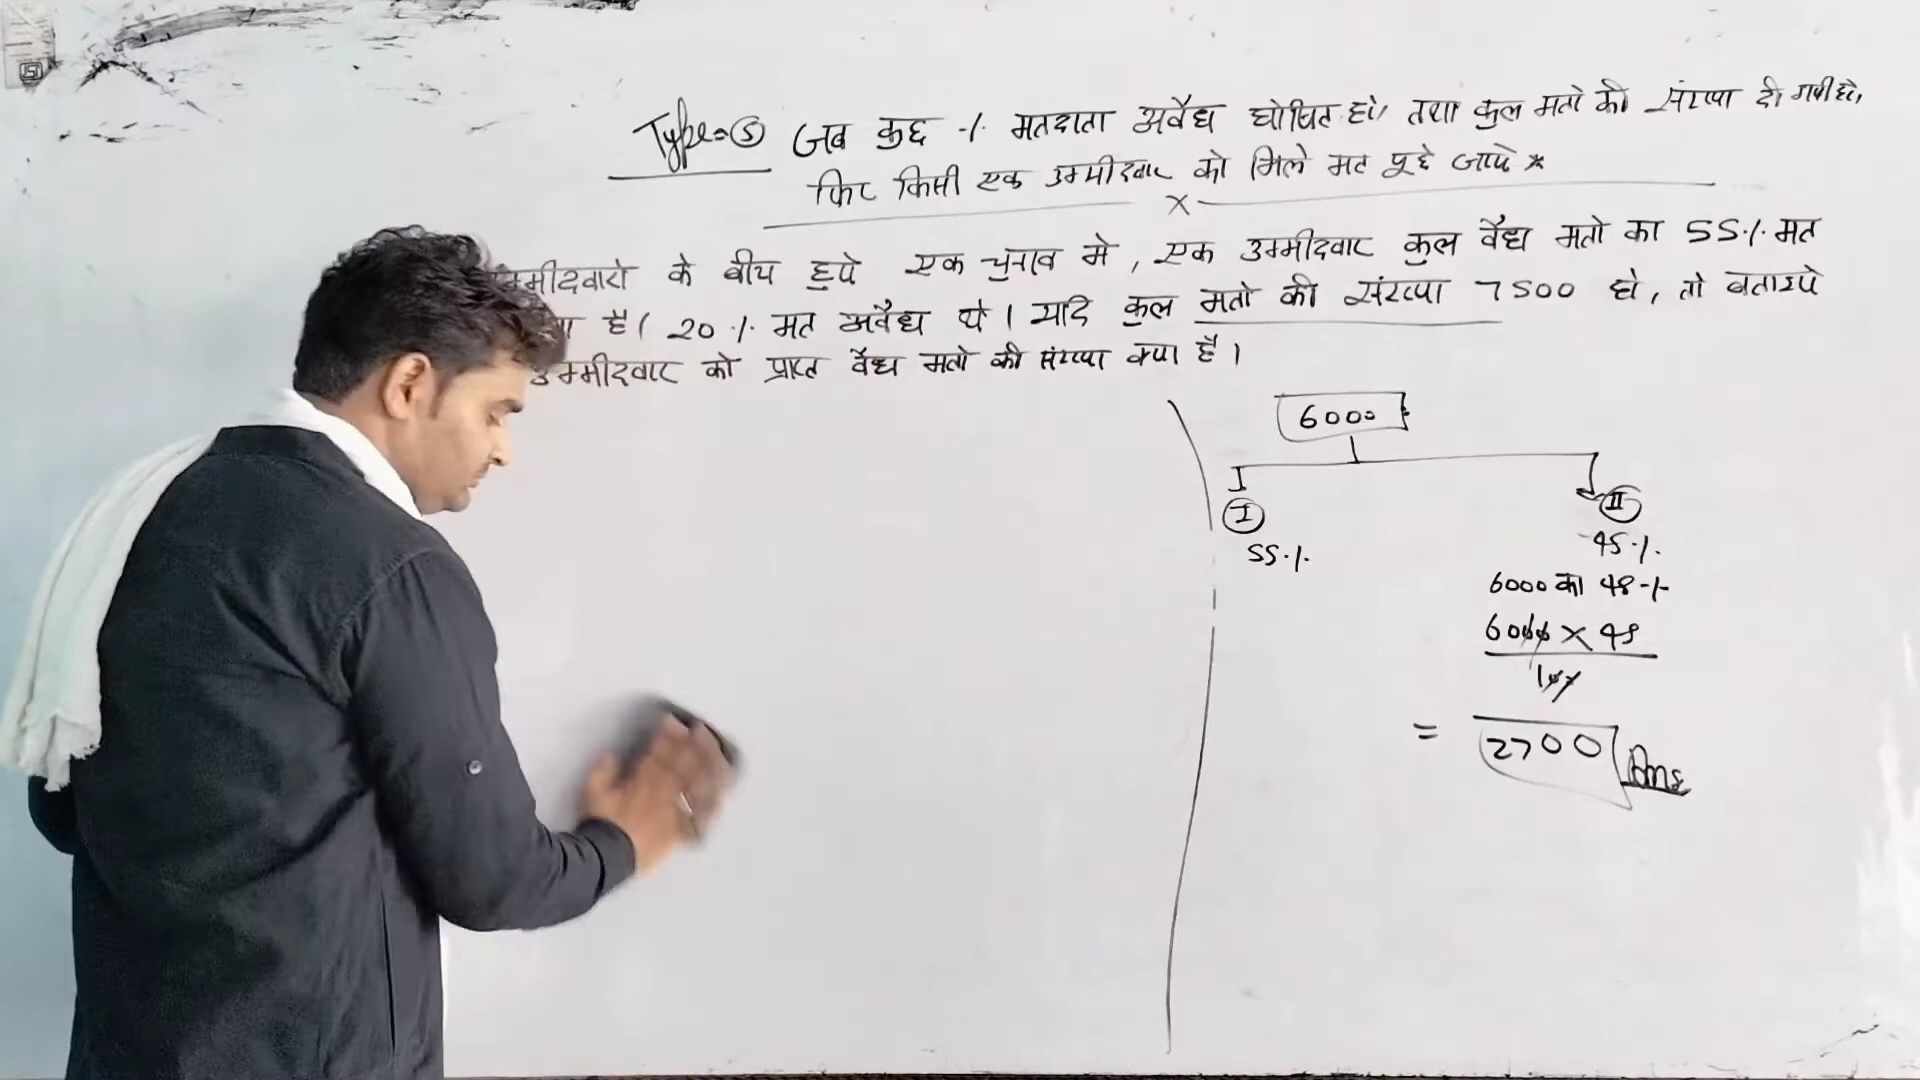 Type=⑤ जब कुछ ./. मतदाता अवैध घोषित हो, तथा कुल मतो की संख्या दी गयी हो,
फिर किसी एक उम्मीदवार को मिले मत पूछे जाये *
x
म्मीदवारो के बीच हुये एक चुनाव मे, एक उम्मीदवार कुल वैध मतो का 55./. मत
है। 20./. मत अवैध थे। यदि कुल मतो की संख्या 7500 हो, तो बताइये
उम्मीदवार को प्राप्त वैध मतो की संख्या क्या है।
6000
I II
55./. 45./.
6000 का 45./.
6000 x 45
100
= 2700 Ans